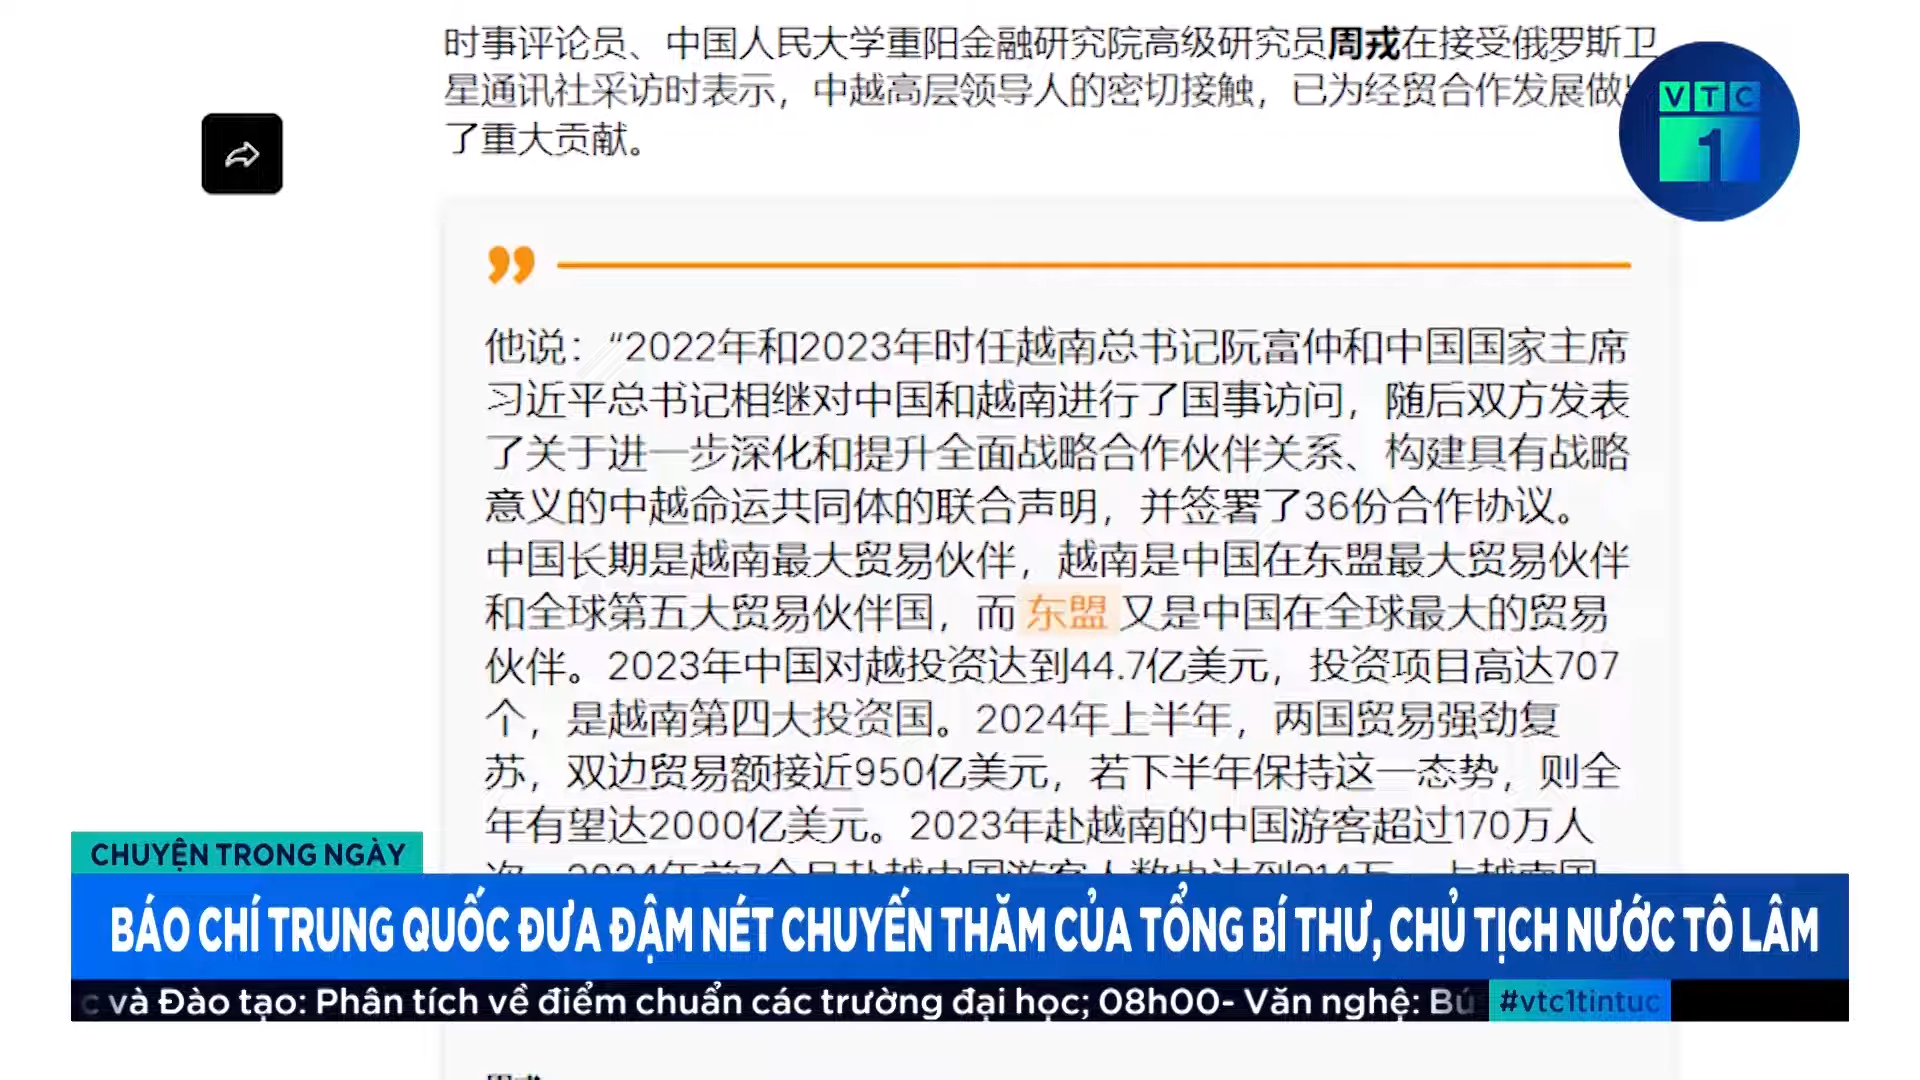 时事评论员、中国人民大学重阳金融研究院高级研究员周戎在接受俄罗斯卫
星通讯社采访时表示，中越高层领导人的密切接触，已为经贸合作发展做
了重大贡献。
VTC
1
他说：“2022年和2023年时任越南总书记阮富仲和中国国家主席
习近平总书记相继对中国和越南进行了国事访问，随后双方发表
了关于进一步深化和提升全面战略合作伙伴关系、构建具有战略
意义的中越命运共同体的联合声明，并签署了36份合作协议。
中国长期是越南最大贸易伙伴，越南是中国在东盟最大贸易伙伴
和全球第五大贸易伙伴国，而 东盟 又是中国在全球最大的贸易
伙伴。2023年中国对越投资达到44.7亿美元，投资项目高达707
个，是越南第四大投资国。2024年上半年，两国贸易强劲复
苏，双边贸易额接近950亿美元，若下半年保持这一态势，则全
年有望达2000亿美元。2023年赴越南的中国游客超过170万人
CHUYỆN TRONG NGÀY
BÁO CHÍ TRUNG QUỐC ĐƯA ĐẬM NÉT CHUYẾN THĂM CỦA TỔNG BÍ THƯ, CHỦ TỊCH NƯỚC TÔ LÂM
c và Đào tạo: Phân tích về điểm chuẩn các trường đại học; 08h00- Văn nghệ: Bú
#vtc1tintuc